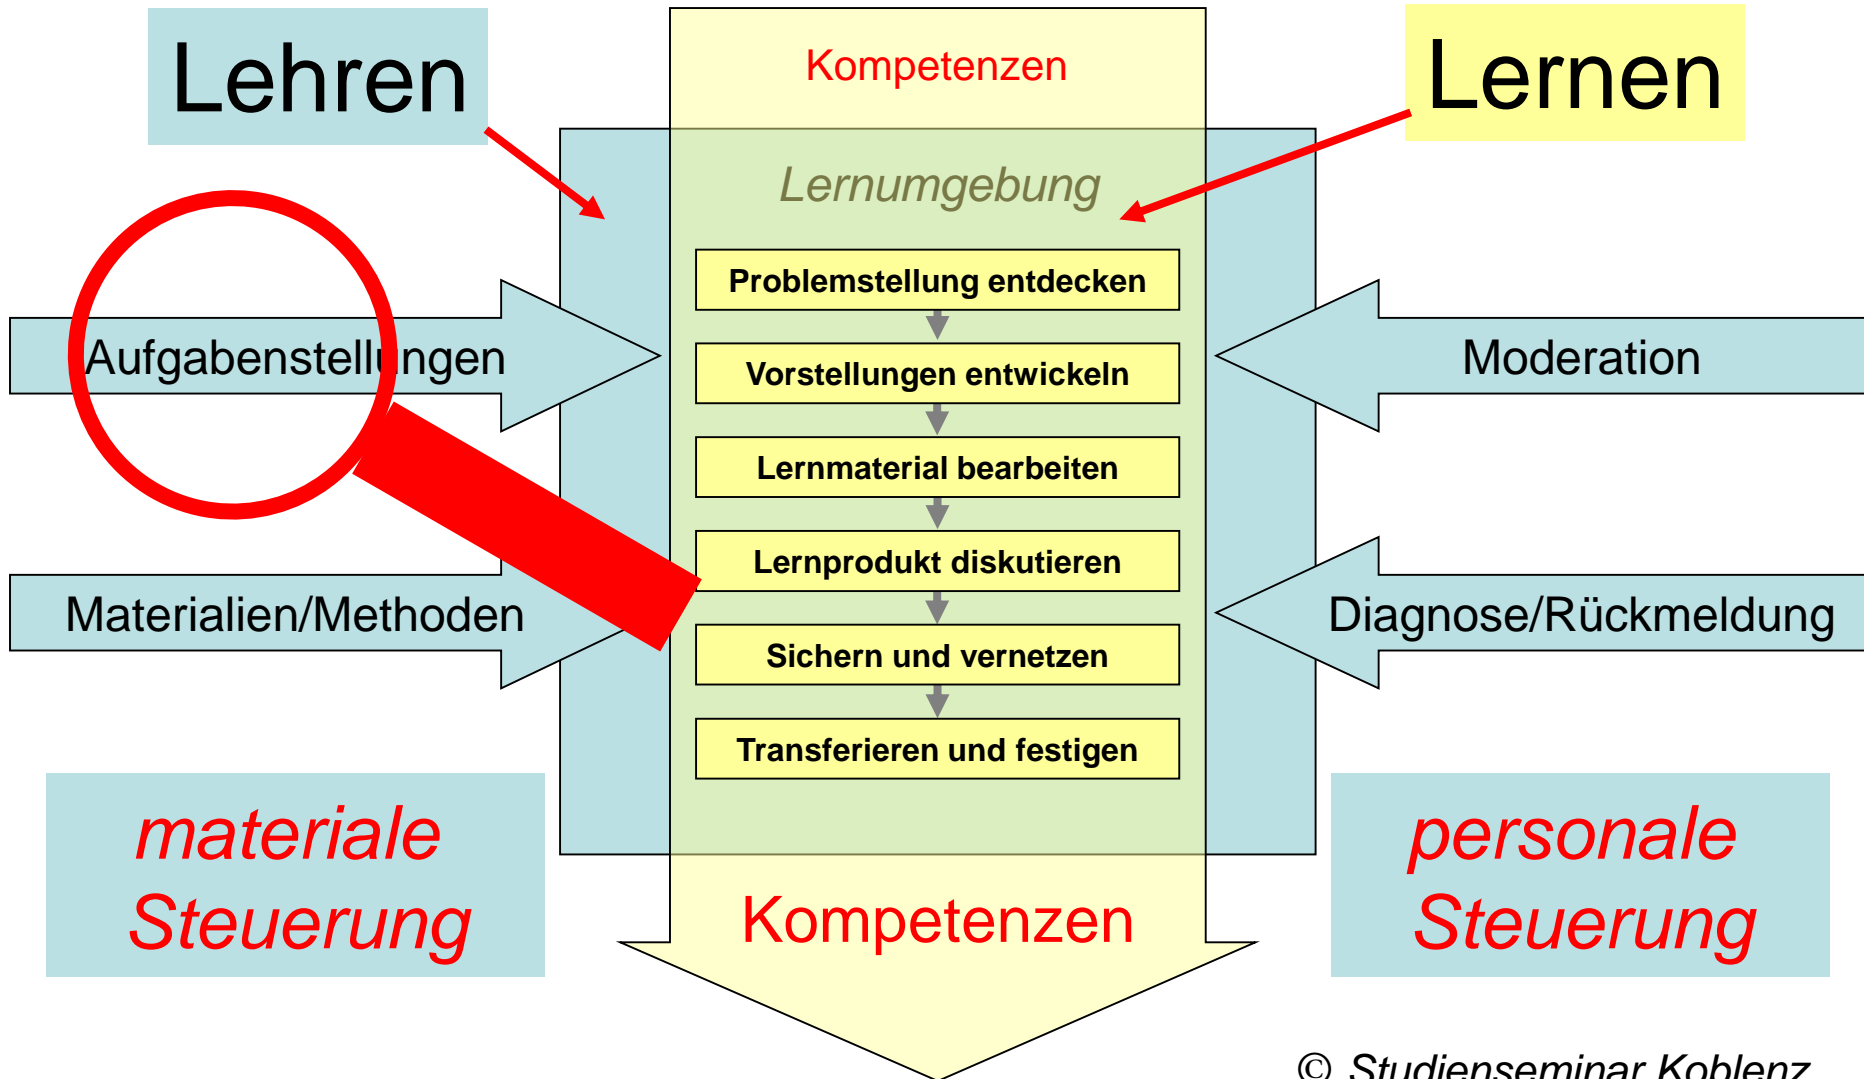 Lehren
Kompetenzen
Lernen
Lernumgebung
Problemstellung entdecken
Aufgabenstellungen
Vorstellungen entwickeln
Moderation
Lernmaterial bearbeiten
Lernprodukt diskutieren
Materialien/Methoden
Diagnose/Rückmeldung
Sichern und vernetzen
Transferieren und festigen
materiale
Steuerung
Kompetenzen
personale
Steuerung
© Studienseminar Koblenz